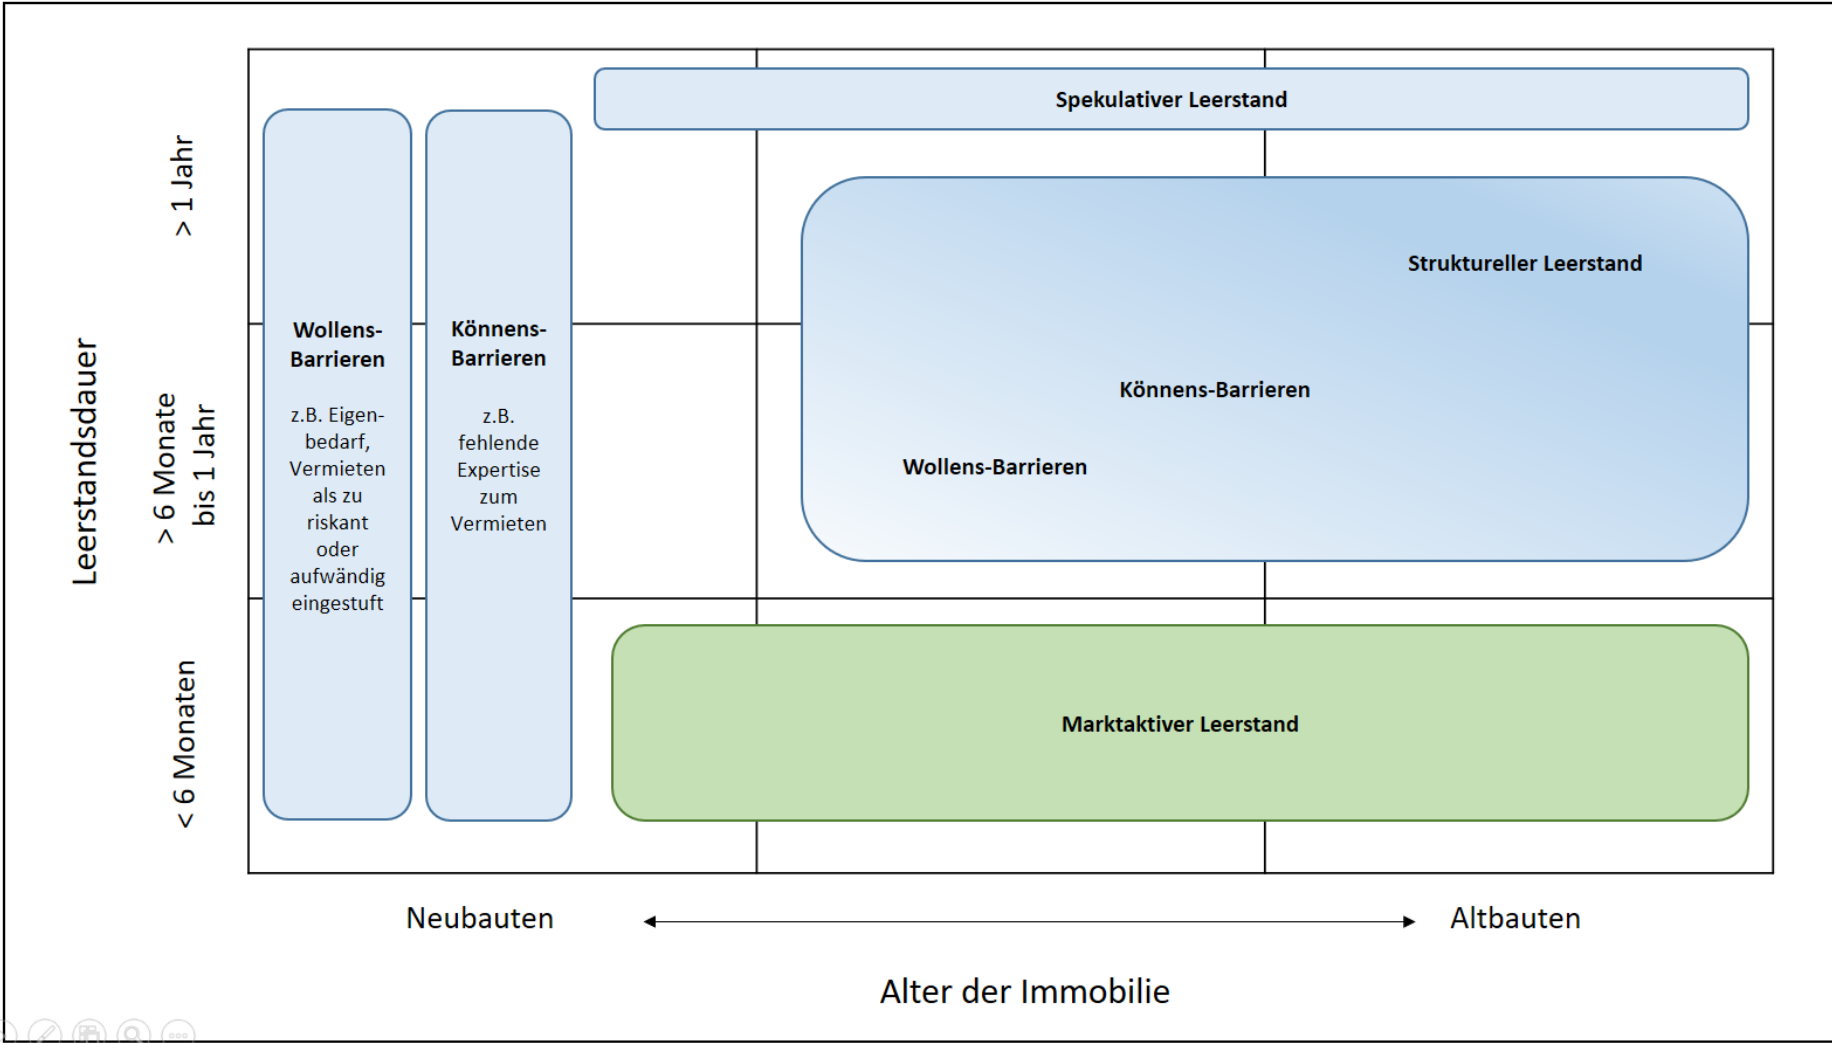 Leerstandsdauer
> 1 Jahr
> 6 Monate
bis 1 Jahr
< 6 Monaten
Spekulativer Leerstand
Wollens-
Barrieren
z.B. Eigen-
bedarf,
Vermieten
als zu
riskant
oder
aufwändig
eingestuft
Könnens-
Barrieren
z.B.
fehlende
Expertise
zum
Vermieten
Struktureller Leerstand
Könnens-Barrieren
Wollens-Barrieren
Marktaktiver Leerstand
Neubauten
Altbauten
Alter der Immobilie